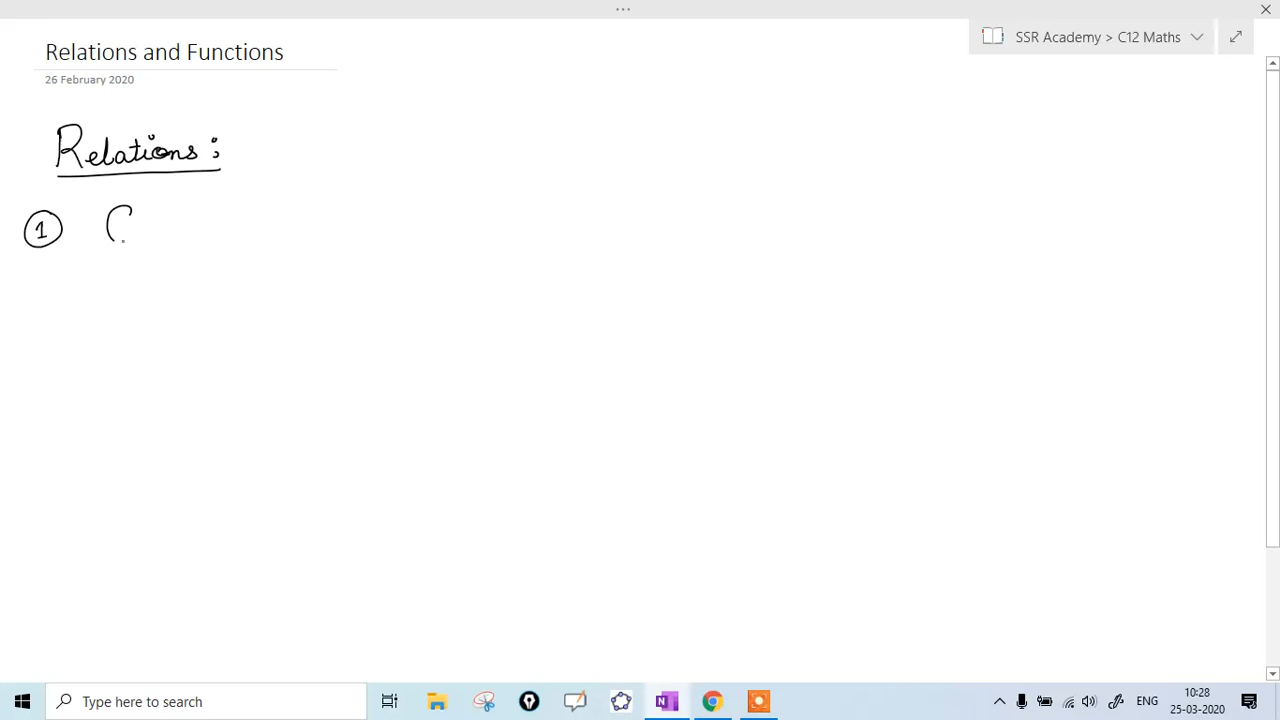 SSR Academy > C12 Maths
Relations and Functions
26 February 2020
Relations :
1
Type here to search
ENG
10:28
25-03-2020